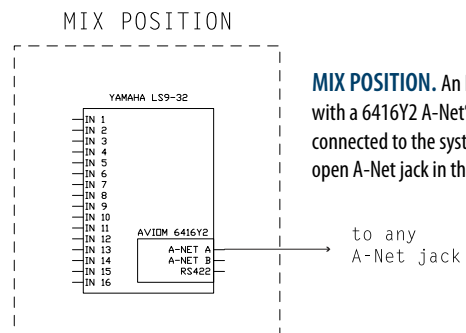 MIX POSITION
YAMAHA LS9-32
IN 1
IN 2
IN 3
IN 4
IN 5
IN 6
IN 7
IN 8
IN 9
IN 10
IN 11
IN 12
IN 13
IN 14
IN 15
IN 16
AVIOM 6416Y2
A-NET A
A-NET B
RS422
MIX POSITION. An
with a 6416Y2 A-Net
connected to the syst
open A-Net jack in th
to any
A-Net jack